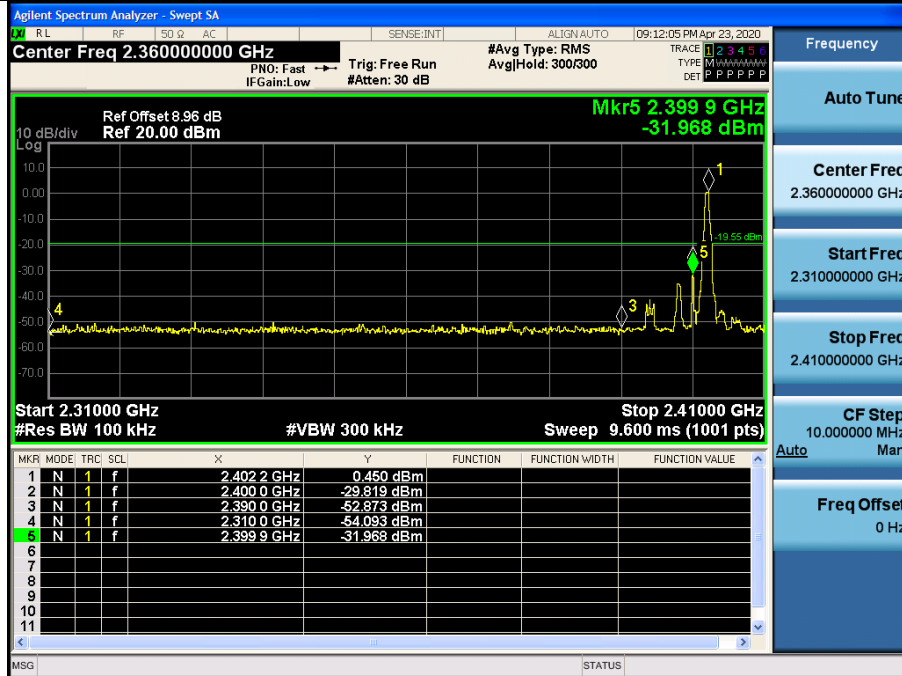 Agilent Spectrum Analyzer - Swept SA
LXI RL RF 50 Ω AC SENSE:INT ALIGN AUTO 09:12:05 PM Apr 23, 2020
Center Freq 2.360000000 GHz
PNO: Fast
IFGain:Low
Trig: Free Run
#Atten: 30 dB
#Avg Type: RMS
Avg|Hold: 300/300
TRACE 1 2 3 4 5 6
TYPE MWWWWW
DET P P P P P P
Mkr5 2.399 9 GHz
-31.968 dBm
Ref Offset 8.96 dB
Ref 20.00 dBm
10 dB/div
Log
10.0
0.00
-10.0
-20.0
-30.0
-40.0
-50.0
-60.0
-70.0
1
-19.55 dBm
5
3
4
Start 2.31000 GHz Stop 2.41000 GHz
#Res BW 100 kHz #VBW 300 kHz Sweep 9.600 ms (1001 pts)
MKR MODE TRC SCL X Y FUNCTION FUNCTION WIDTH FUNCTION VALUE
1 N 1 f 2.402 2 GHz 0.450 dBm
2 N 1 f 2.400 0 GHz -29.819 dBm
3 N 1 f 2.390 0 GHz -52.873 dBm
4 N 1 f 2.310 0 GHz -54.093 dBm
5 N 1 f 2.399 9 GHz -31.968 dBm
6
7
8
9
10
11
MSG STATUS
Frequency
Auto Tune
Center Freq
2.360000000 GHz
Start Freq
2.310000000 GHz
Stop Freq
2.410000000 GHz
CF Step
10.000000 MHz
Auto Man
Freq Offset
0 Hz